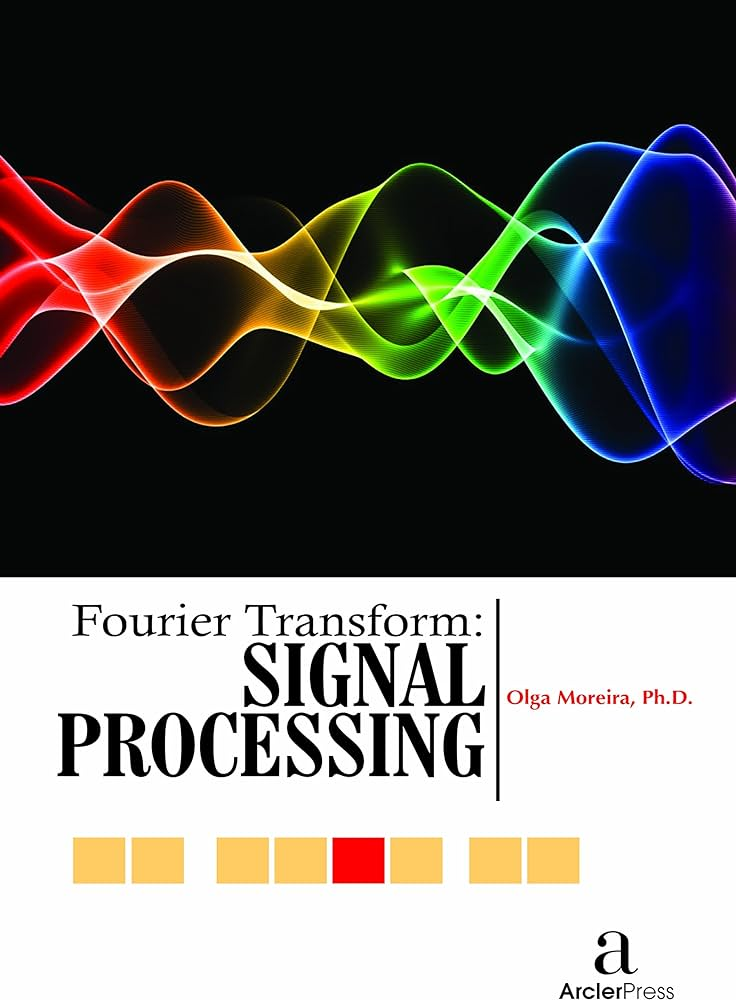 Fourier Transform:
SIGNAL
PROCESSING
Olga Moreira, Ph.D.
a
ArclerPress